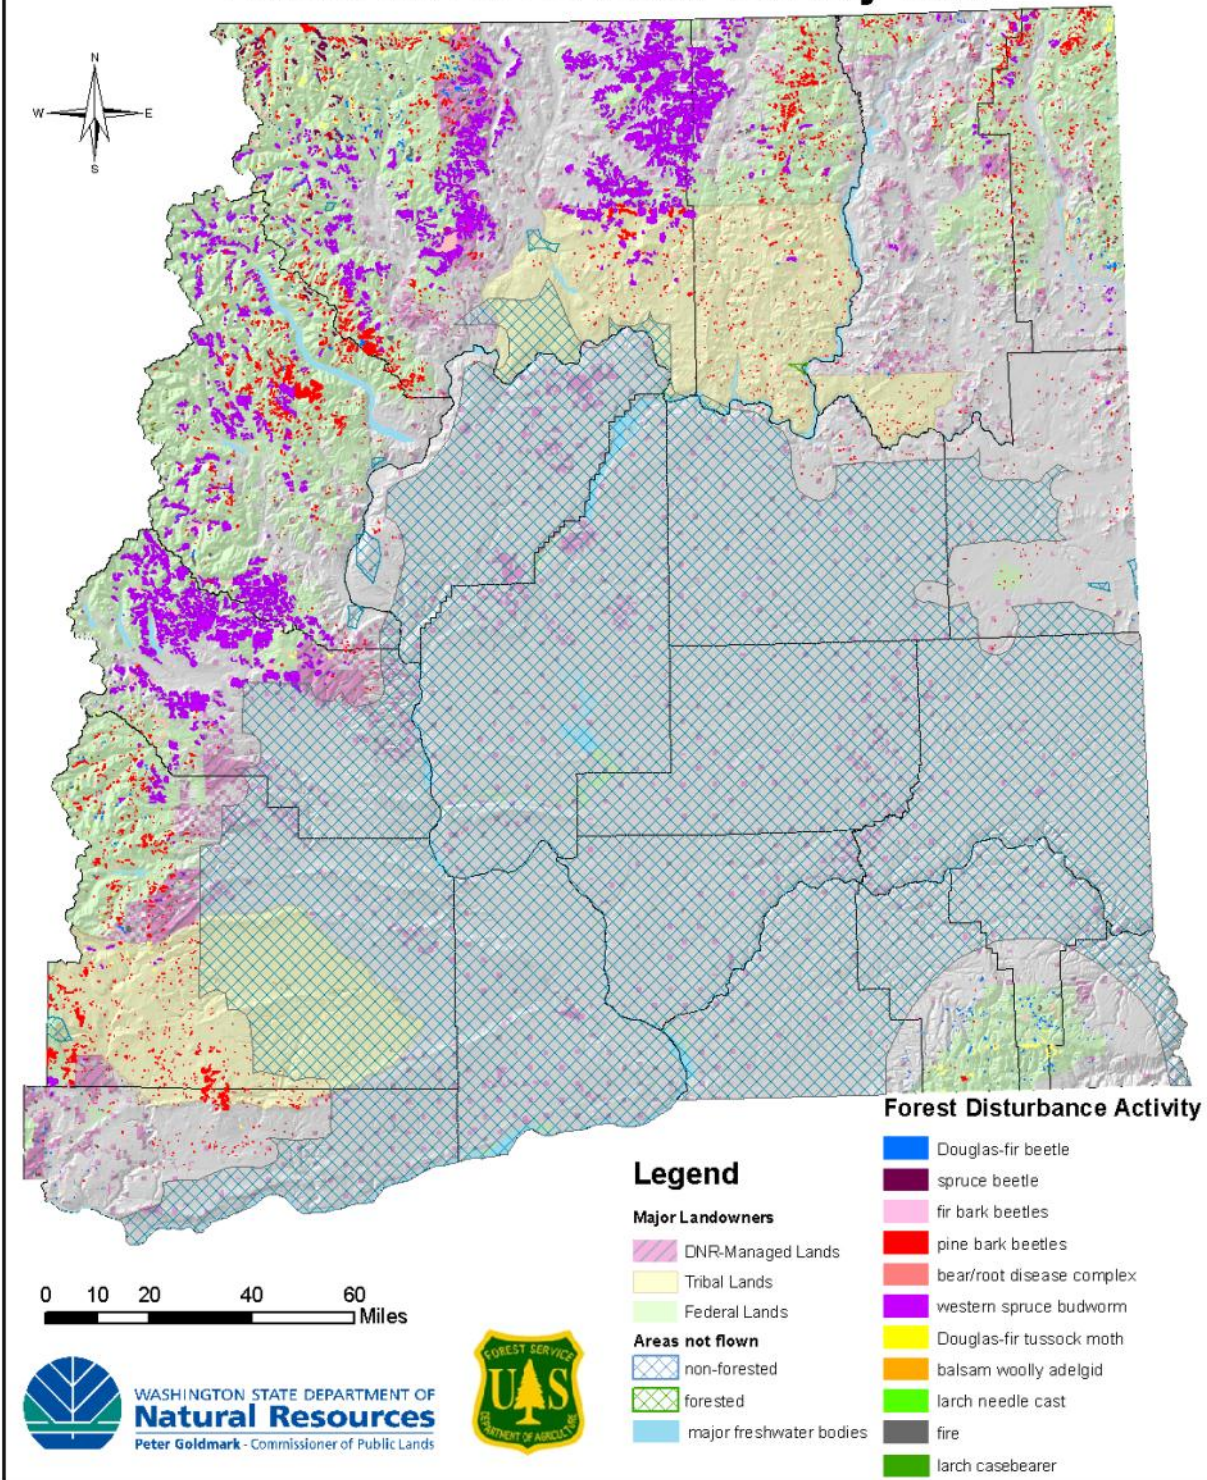 N
W E
S
Forest Disturbance Activity
Legend
Major Landowners
DNR-Managed Lands
Tribal Lands
Federal Lands
Areas not flown
non-forested
forested
major freshwater bodies
Douglas-fir beetle
spruce beetle
fir bark beetles
pine bark beetles
bear/root disease complex
western spruce budworm
Douglas-fir tussock moth
balsam woolly adelgid
larch needle cast
fire
larch casebearer
0 10 20 40 60
Miles
WASHINGTON STATE DEPARTMENT OF
Natural Resources
Peter Goldmark - Commissioner of Public Lands
FOREST SERVICE
U S
DEPARTMENT OF AGRICULTURE